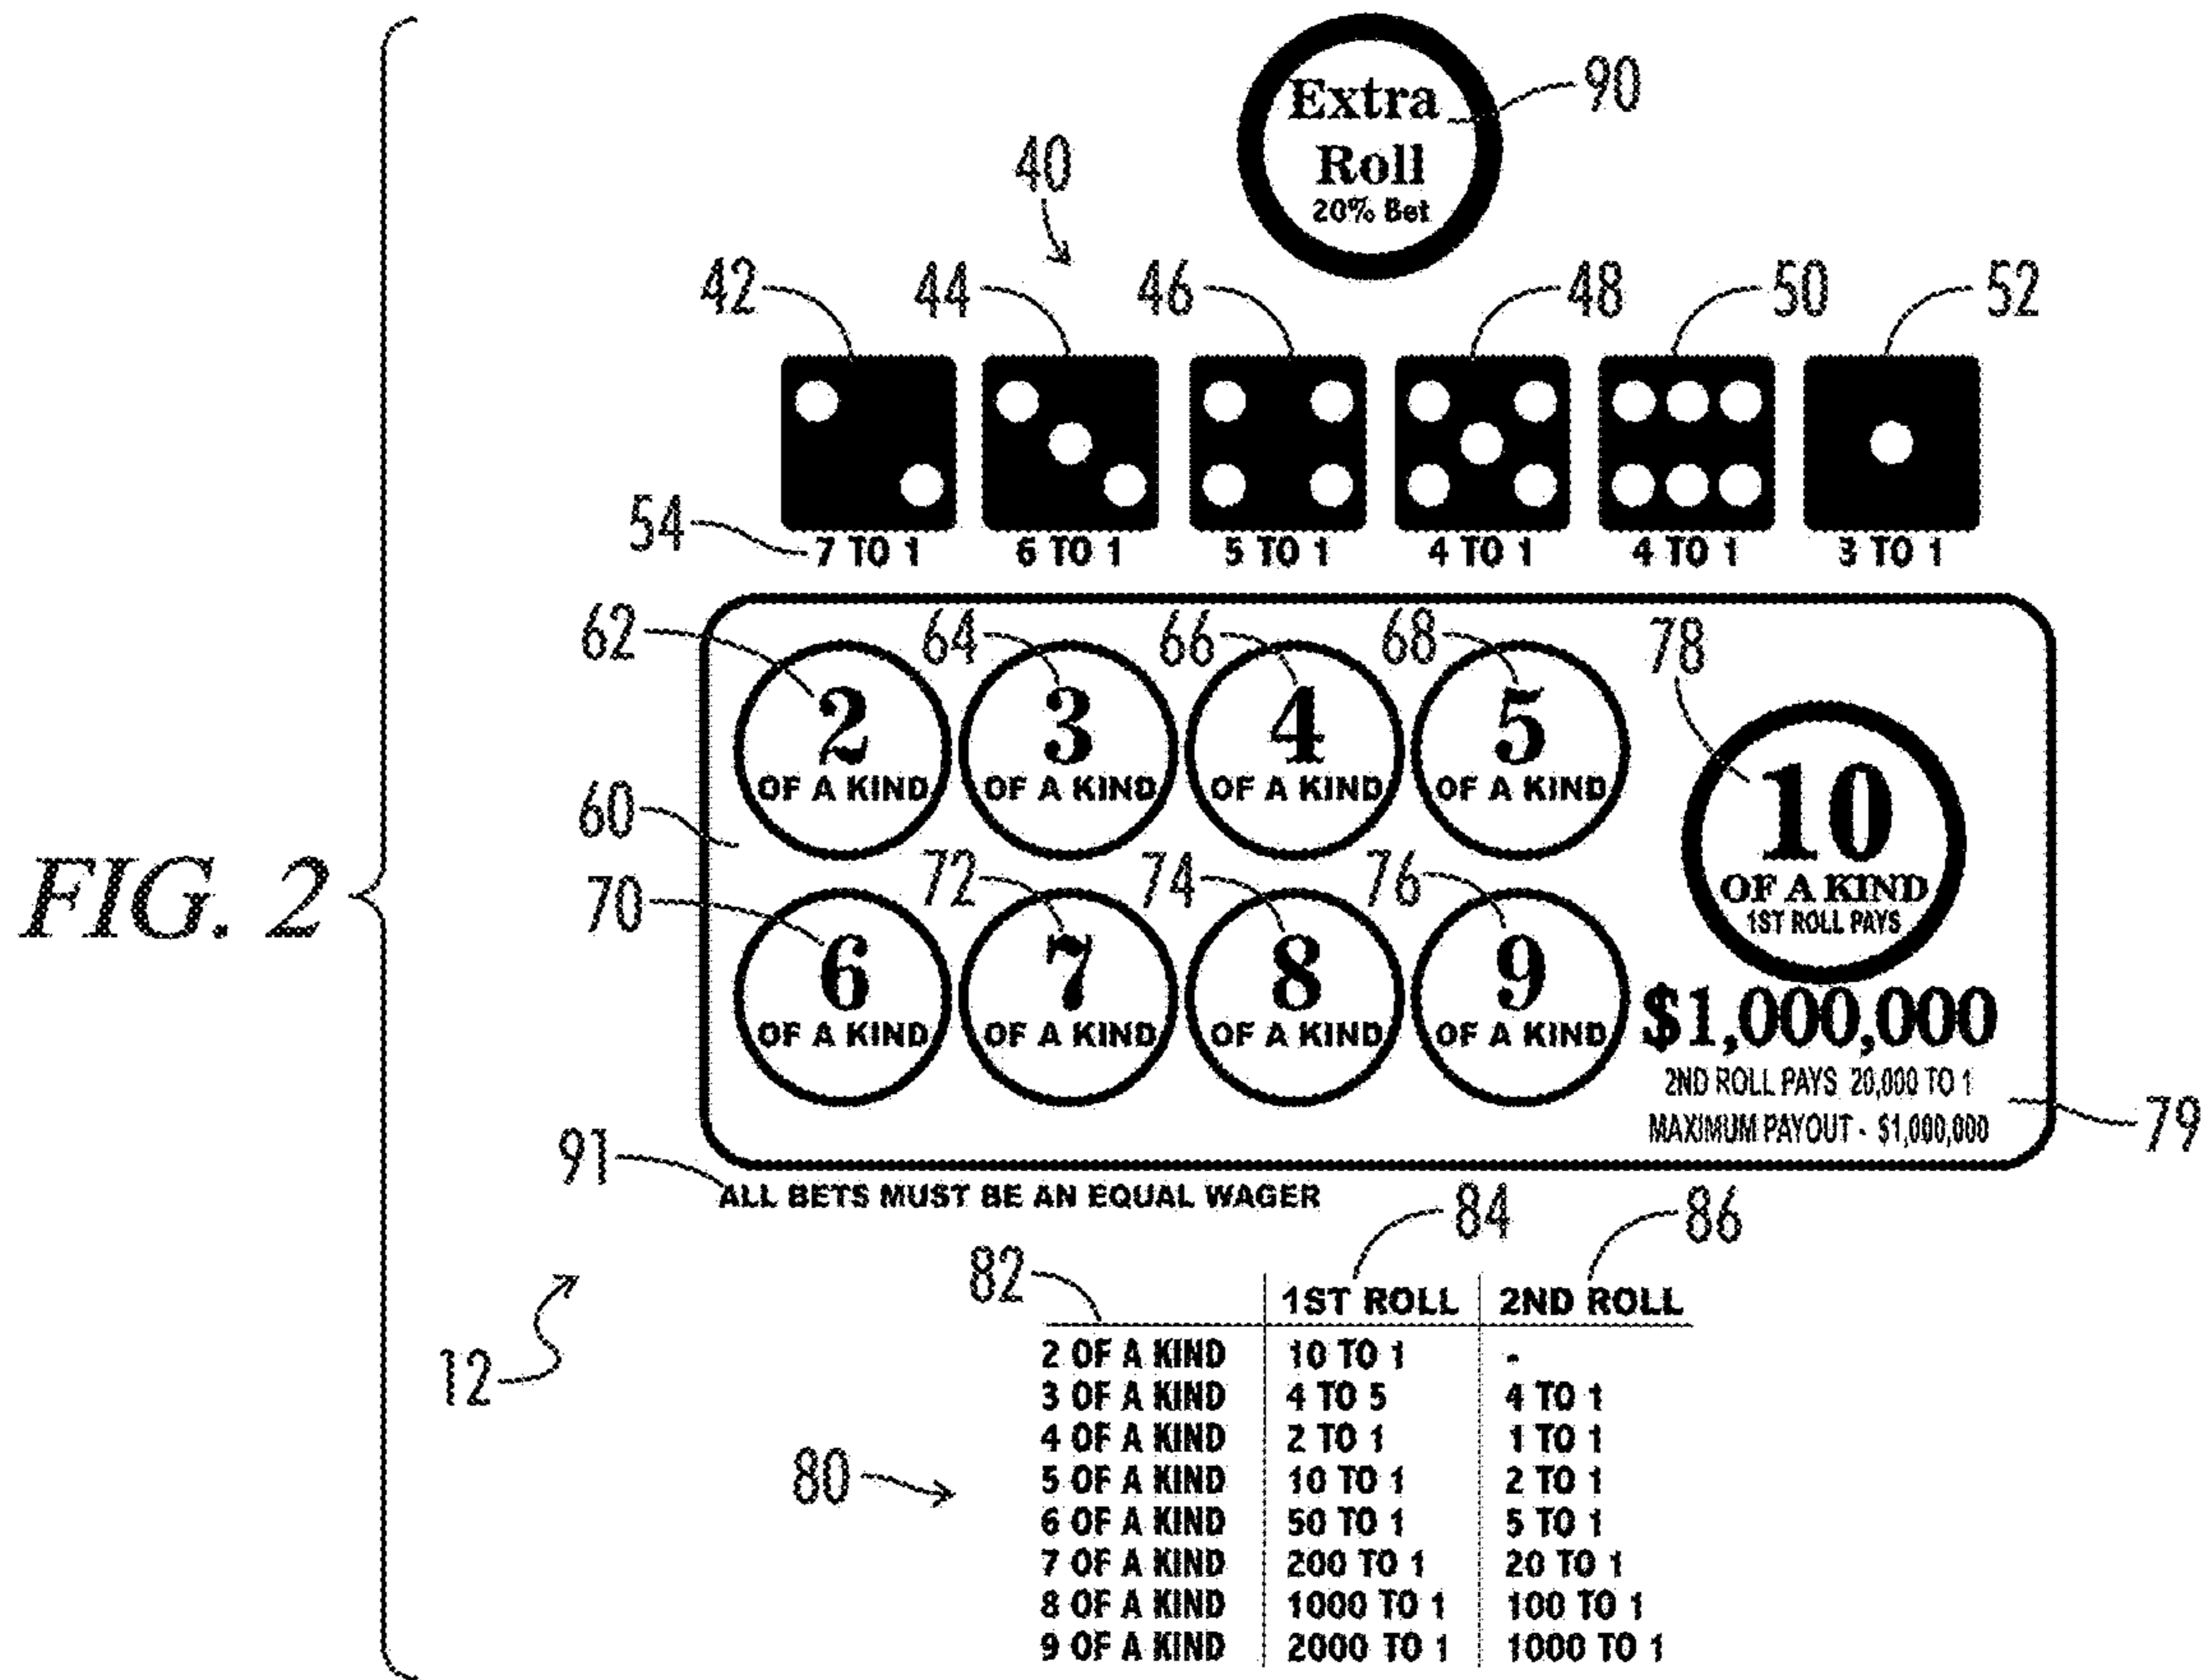 Extra
Roll
20% Bet
90
40
42 44 46 48 50 52
54
7 TO 1 6 TO 1 5 TO 1 4 TO 1 4 TO 1 3 TO 1
62 64 66 68 78
2 3 4 5
OF A KIND OF A KIND OF A KIND OF A KIND
10
OF A KIND
1ST ROLL PAYS
60
FIG. 2
70 72 74 76
6 7 8 9
OF A KIND OF A KIND OF A KIND OF A KIND
$1,000,000
2ND ROLL PAYS 20,000 TO 1
MAXIMUM PAYOUT - $1,000,000
79
91
ALL BETS MUST BE AN EQUAL WAGER
84 86
82
12
80
1ST ROLL 2ND ROLL
2 OF A KIND 10 TO 1 -
3 OF A KIND 4 TO 5 4 TO 1
4 OF A KIND 2 TO 1 1 TO 1
5 OF A KIND 10 TO 1 2 TO 1
6 OF A KIND 50 TO 1 5 TO 1
7 OF A KIND 200 TO 1 20 TO 1
8 OF A KIND 1000 TO 1 100 TO 1
9 OF A KIND 2000 TO 1 1000 TO 1